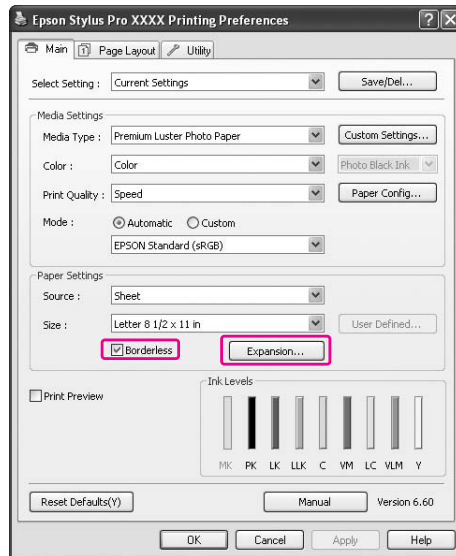 Epson Stylus Pro XXXX Printing Preferences
Main Page Layout Utility
Select Setting : Current Settings Save/Del...
Media Settings
Media Type : Premium Luster Photo Paper Custom Settings...
Color : Color Photo Black Ink
Print Quality : Speed Paper Config...
Mode : Automatic Custom
EPSON Standard (sRGB)
Paper Settings
Source : Sheet
Size : Letter 8 1/2 x 11 in User Defined...
Borderless Expansion...
Print Preview
Ink Levels
MK PK LK LLK C VM LC VLM Y
Reset Defaults(Y) Manual Version 6.60
OK Cancel Apply Help